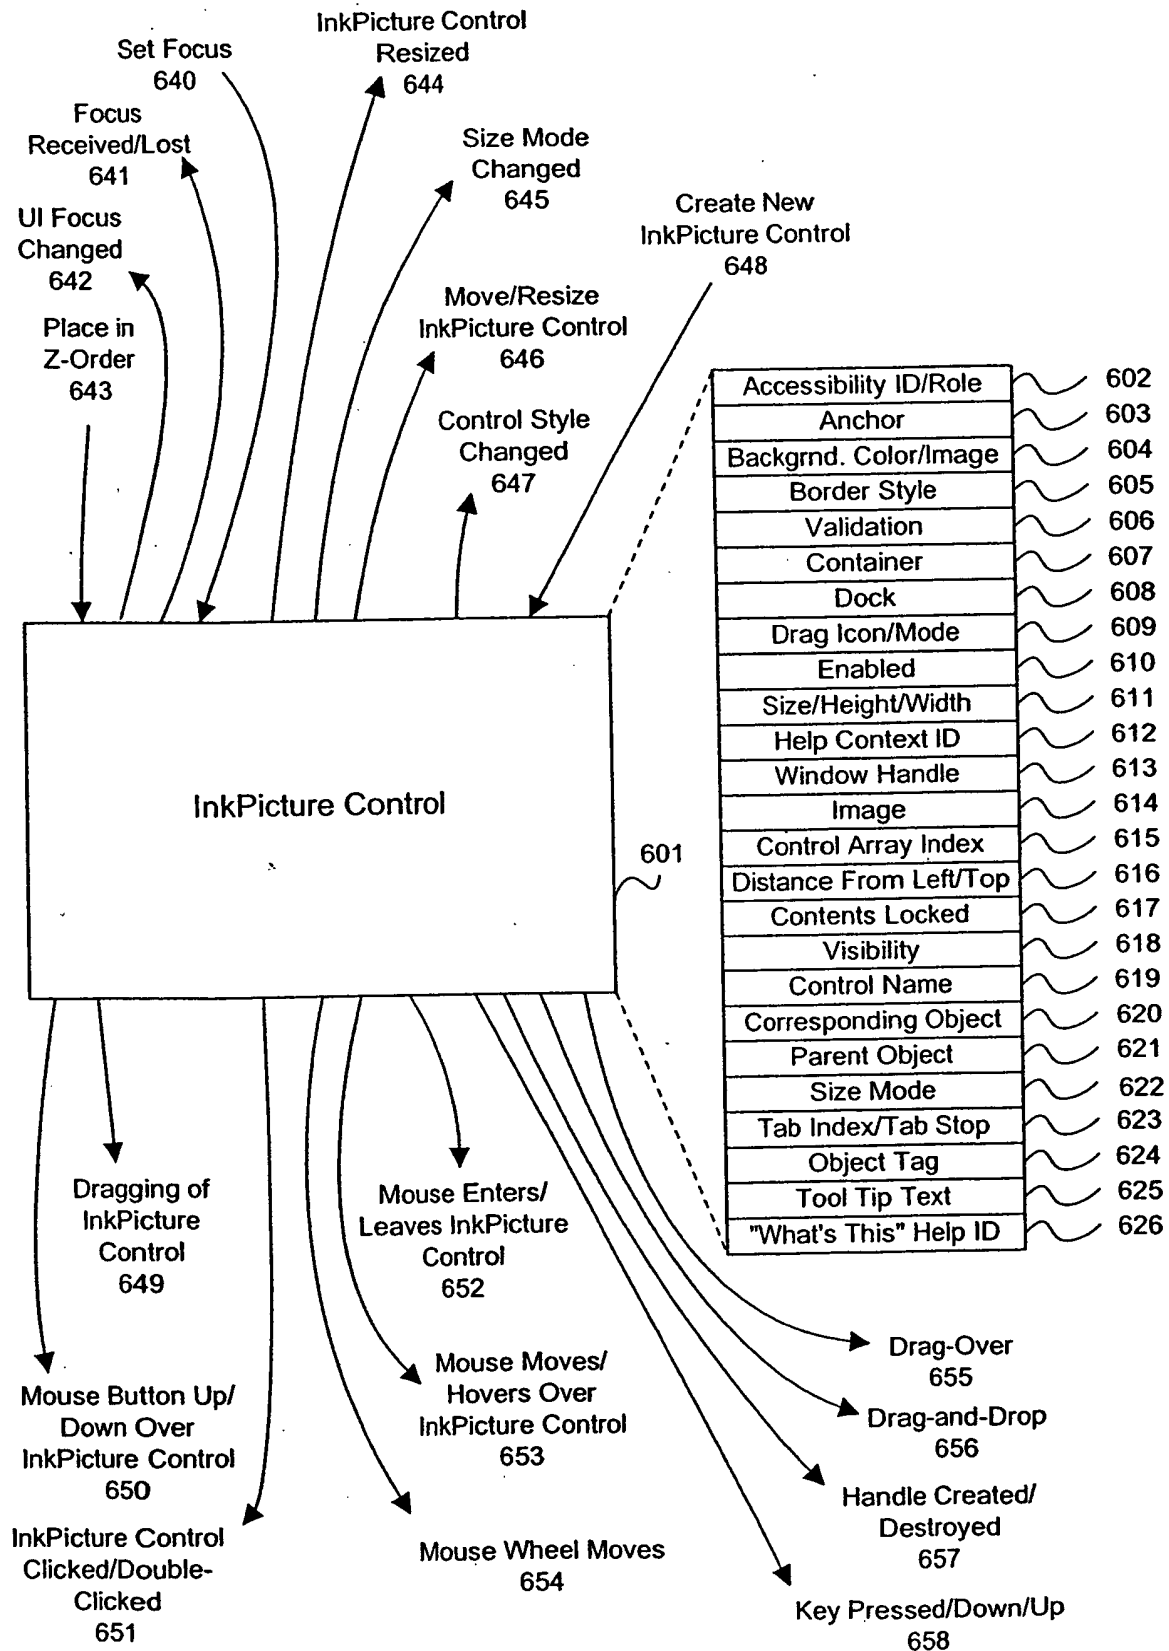 InkPicture Control
Resized
644
Set Focus
640
Focus
Received/Lost
641
Size Mode
Changed
645
UI Focus
Changed
642
Create New
InkPicture Control
648
Place in
Z-Order
643
Move/Resize
InkPicture Control
646
Control Style
Changed
647
Accessibility ID/Role 602
Anchor 603
Backgrnd. Color/Image 604
Border Style 605
Validation 606
Container 607
Dock 608
Drag Icon/Mode 609
Enabled 610
Size/Height/Width 611
Help Context ID 612
Window Handle 613
Image 614
Control Array Index 615
Distance From Left/Top 616
Contents Locked 617
Visibility 618
Control Name 619
Corresponding Object 620
Parent Object 621
Size Mode 622
Tab Index/Tab Stop 623
Object Tag 624
Tool Tip Text 625
"What's This" Help ID 626
InkPicture Control
601
Dragging of
InkPicture
Control
649
Mouse Enters/
Leaves InkPicture
Control
652
Mouse Button Up/
Down Over
InkPicture Control
650
Mouse Moves/
Hovers Over
InkPicture Control
653
Drag-Over
655
Drag-and-Drop
656
Handle Created/
Destroyed
657
InkPicture Control
Clicked/Double-
Clicked
651
Mouse Wheel Moves
654
Key Pressed/Down/Up
658